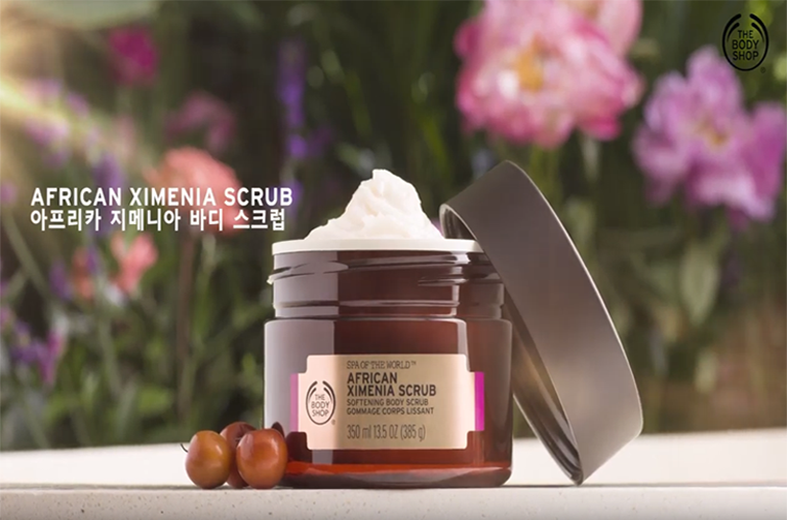 THE
BODY
SHOP
AFRICAN XIMENIA SCRUB
아프리카 지메니아 바디 스크럽
SPA OF THE WORLD™
AFRICAN
XIMENIA SCRUB
SOFTENING BODY SCRUB
GOMMAGE CORPS LISSANT
350 ml 13.5 OZ (385 g)
THE
BODY
SHOP